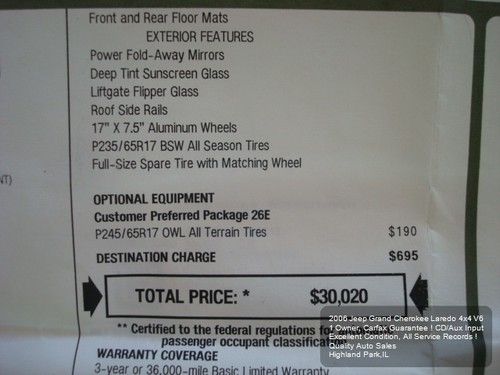 Front and Rear Floor Mats
EXTERIOR FEATURES
Power Fold-Away Mirrors
Deep Tint Sunscreen Glass
Liftgate Flipper Glass
Roof Side Rails
17" X 7.5" Aluminum Wheels
P235/65R17 BSW All Season Tires
Full-Size Spare Tire with Matching Wheel
NT)
OPTIONAL EQUIPMENT
Customer Preferred Package 26E
P245/65R17 OWL All Terrain Tires $190
DESTINATION CHARGE $695
TOTAL PRICE: * $30,020
** Certified to the federal regulations for
passenger occupant
WARRANTY COVERAGE
3-year or 36,000-mile Basic Limited Warranty
2006 Jeep Grand Cherokee Laredo 4x4 V6
1 Owner, Carfax Guarantee ! CD/Aux Input
Excellent Condition, All Service Records !
Quality Auto Sales
Highland Park,IL